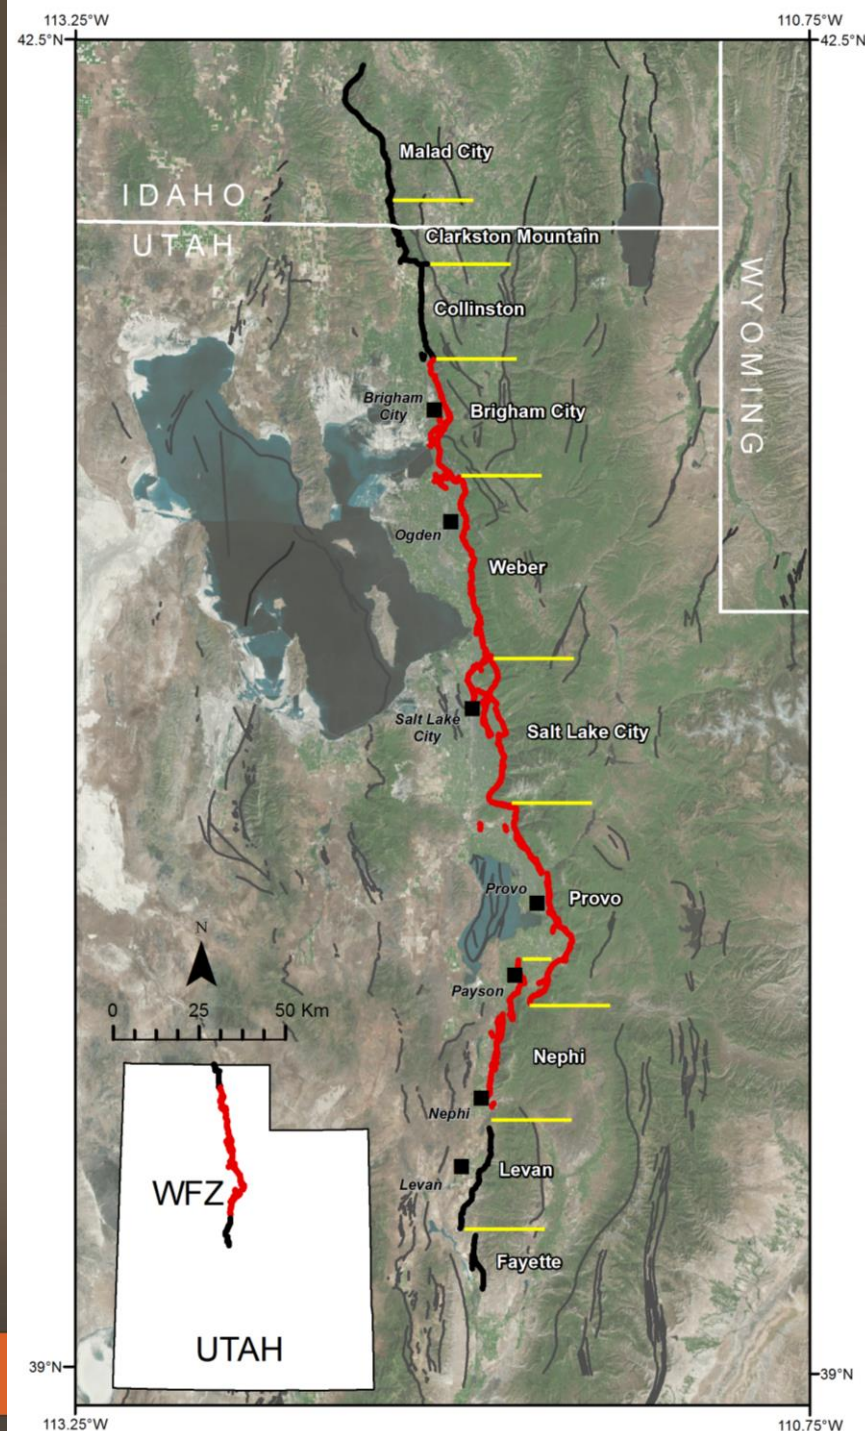 113.25°W
110.75°W
42.5°N
42.5°N
Malad City
IDAHO
Clarkston Mountain
UTAH
WYOMING
Collinston
Brigham
City
Brigham City
Ogden
Weber
Salt Lake
City
Salt Lake City
Provo
Provo
N
Payson
0 25 50 Km
Nephi
Nephi
Levan
Levan
WFZ
Fayette
UTAH
39°N
39°N
113.25°W
110.75°W